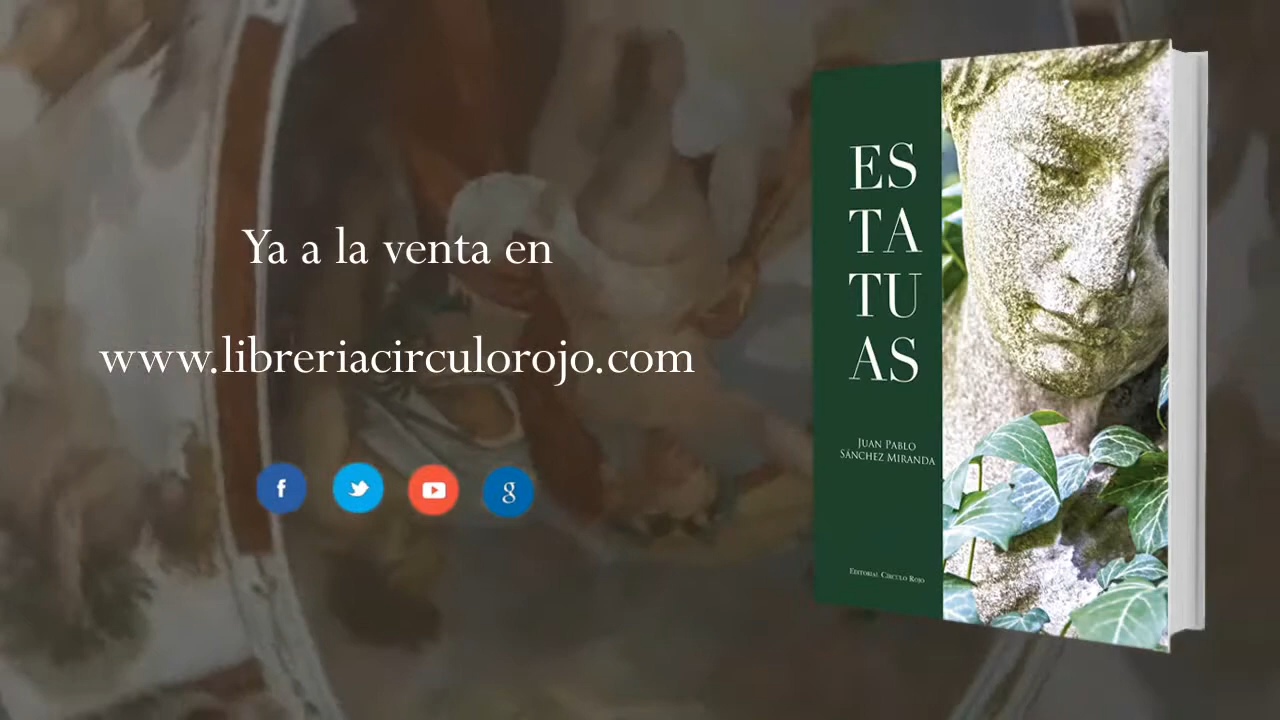 Ya a la venta en
www.libreriacirculorojo.com
f
g
ES
TA
TU
AS
JUAN PABLO
SÁNCHEZ MIRANDA
EDITORIAL CÍRCULO ROJO